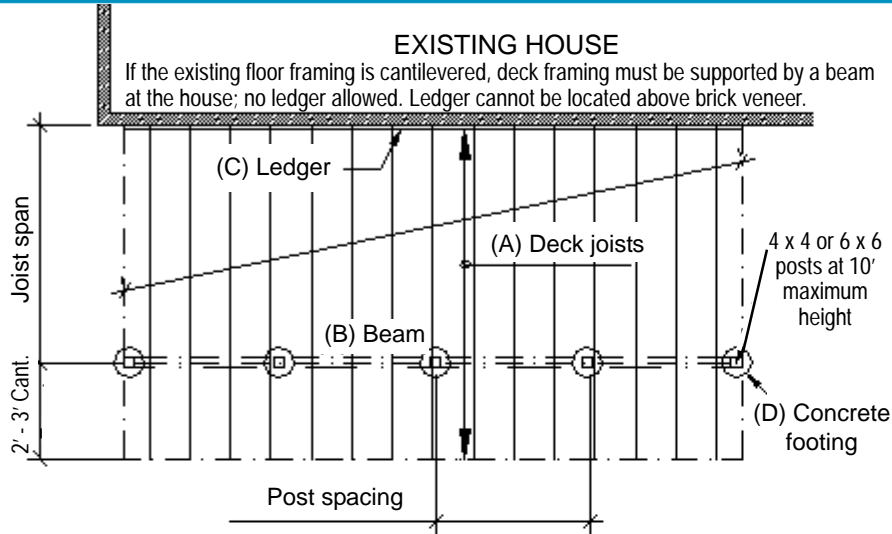 EXISTING HOUSE
If the existing floor framing is cantilevered, deck framing must be supported by a beam
at the house; no ledger allowed. Ledger cannot be located above brick veneer.
(C) Ledger
Joist span
(A) Deck joists
4 x 4 or 6 x 6
posts at 10'
maximum
height
(B) Beam
2' - 3' Cant.
(D) Concrete
footing
Post spacing